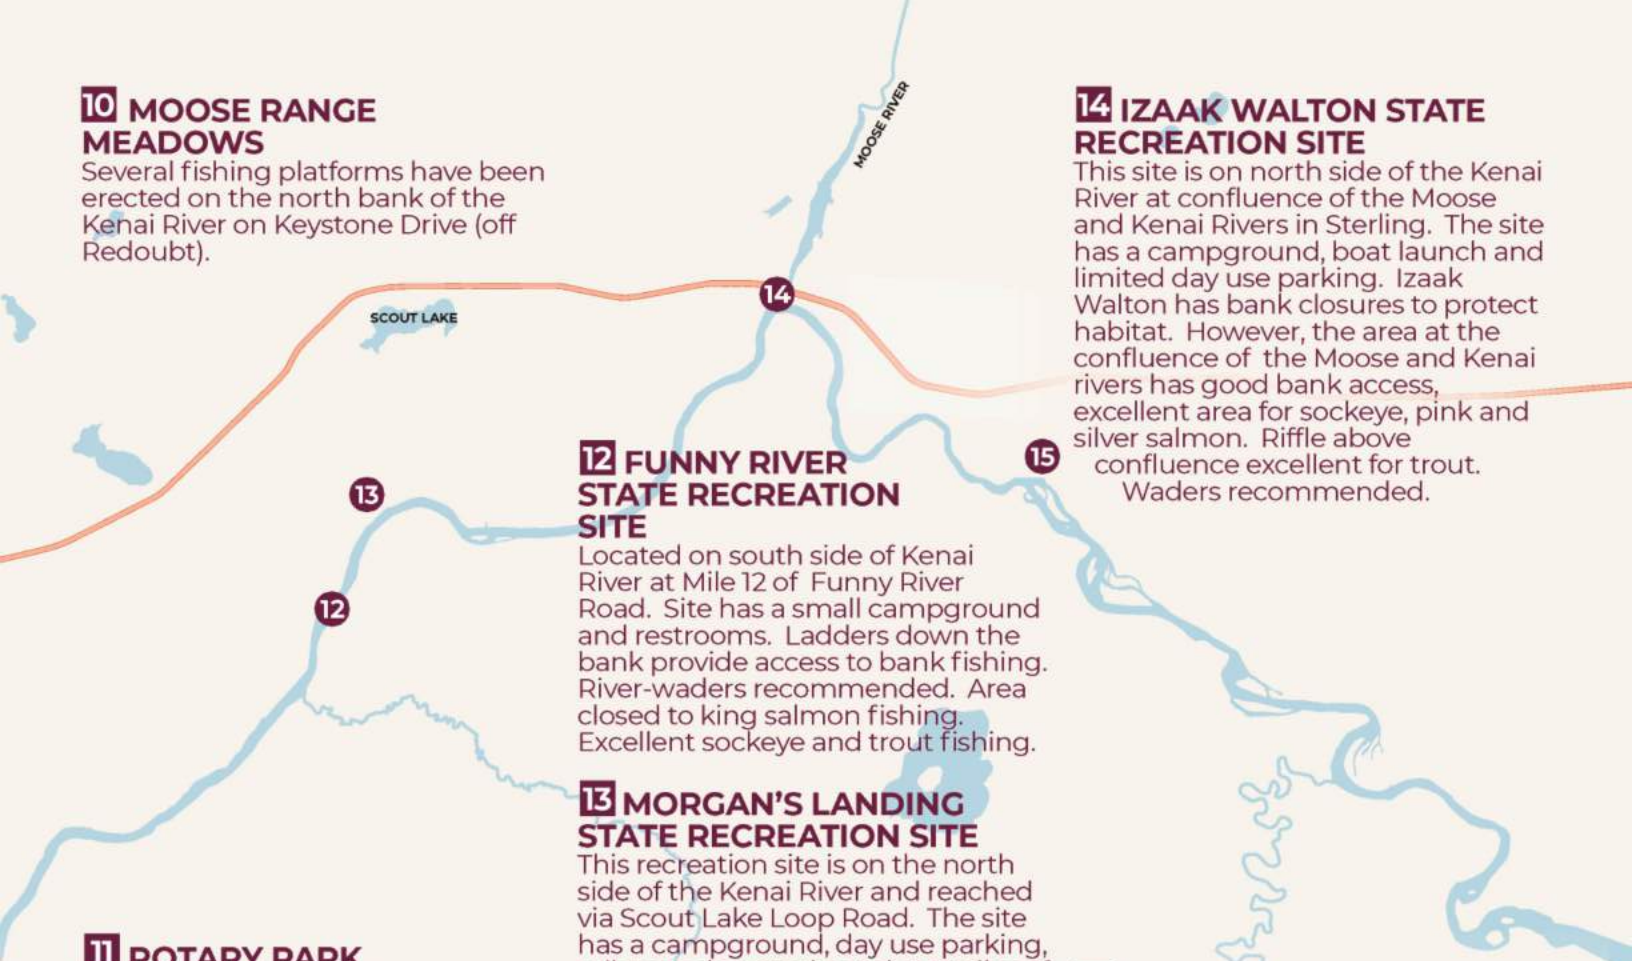 10 MOOSE RANGE
MEADOWS
Several fishing platforms have been
erected on the north bank of the
Kenai River on Keystone Drive (off
Redoubt).
MOOSE RIVER
SCOUT LAKE
14
15
13
12
14 IZAAK WALTON STATE
RECREATION SITE
This site is on north side of the Kenai
River at confluence of the Moose
and Kenai Rivers in Sterling. The site
has a campground, boat launch and
limited day use parking. Izaak
Walton has bank closures to protect
habitat. However, the area at the
confluence of the Moose and Kenai
rivers has good bank access,
excellent area for sockeye, pink and
silver salmon. Riffle above
confluence excellent for trout.
Waders recommended.
12 FUNNY RIVER
STATE RECREATION
SITE
Located on south side of Kenai
River at Mile 12 of Funny River
Road. Site has a small campground
and restrooms. Ladders down the
bank provide access to bank fishing.
River-waders recommended. Area
closed to king salmon fishing.
Excellent sockeye and trout fishing.
13 MORGAN'S LANDING
STATE RECREATION SITE
This recreation site is on the north
side of the Kenai River and reached
via Scout Lake Loop Road. The site
has a campground, day use parking,
11 ROTARY PARK